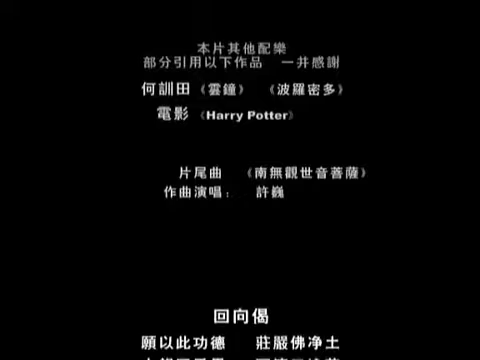 本片其他配樂
部分引用以下作品 一并感謝
何訓田《雲鐘》 《波羅密多》
電影《Harry Potter》
片尾曲 《南無觀世音菩薩》
作曲演唱： 許巍
回向偈
願以此功德 莊嚴佛净土